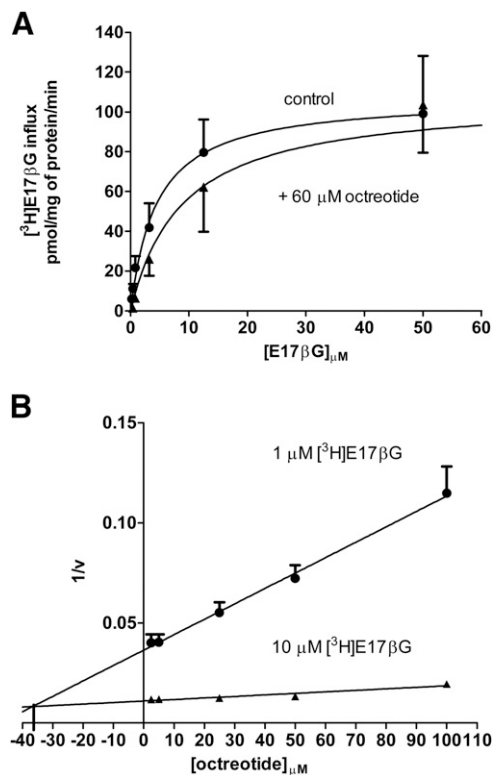 A
[³H]E17βG influx
pmol/mg of protein/min
140
120
100
80
60
40
20
0
control
+ 60 μM octreotide
0 10 20 30 40 50 60
[E17βG]μM
B
1/v
0.15
0.10
0.05
1 μM [³H]E17βG
10 μM [³H]E17βG
-40 -30 -20 -10 0 10 20 30 40 50 60 70 80 90 100 110
[octreotide]μM